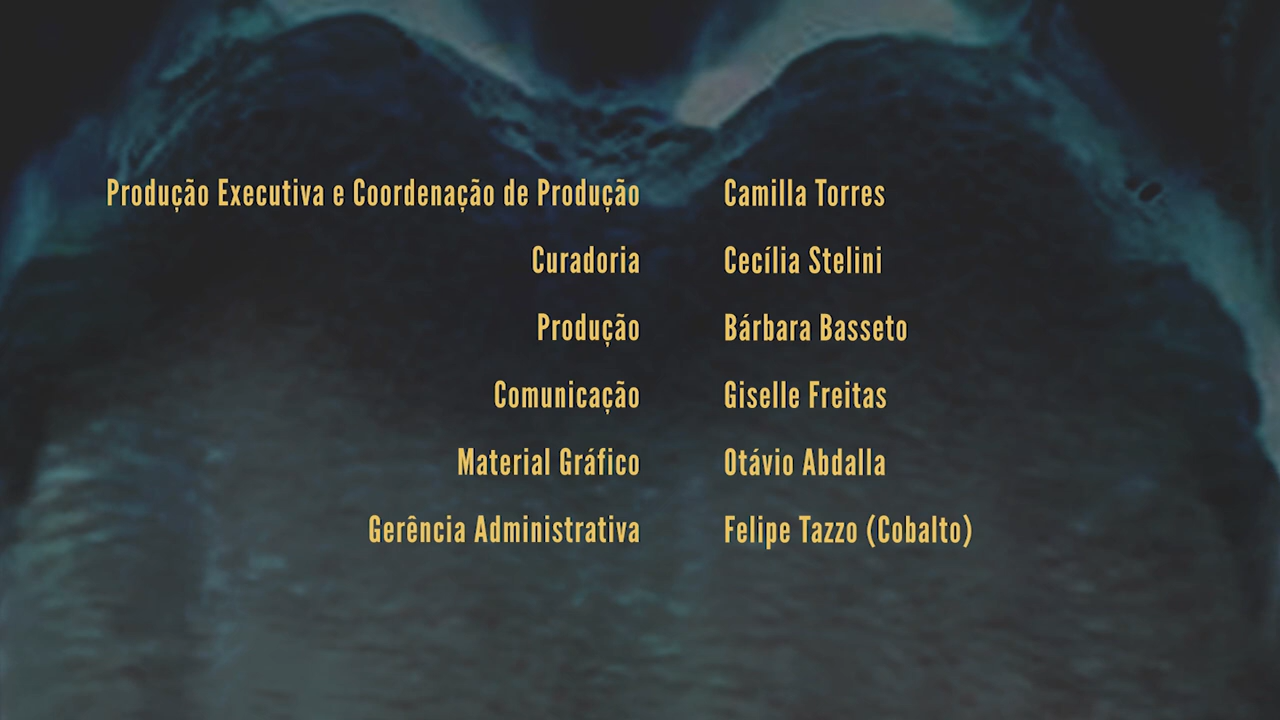 Produção Executiva e Coordenação de Produção Camilla Torres
Curadoria Cecília Stelini
Produção Bárbara Basseto
Comunicação Giselle Freitas
Material Gráfico Otávio Abdalla
Gerência Administrativa Felipe Tazzo (Cobalto)